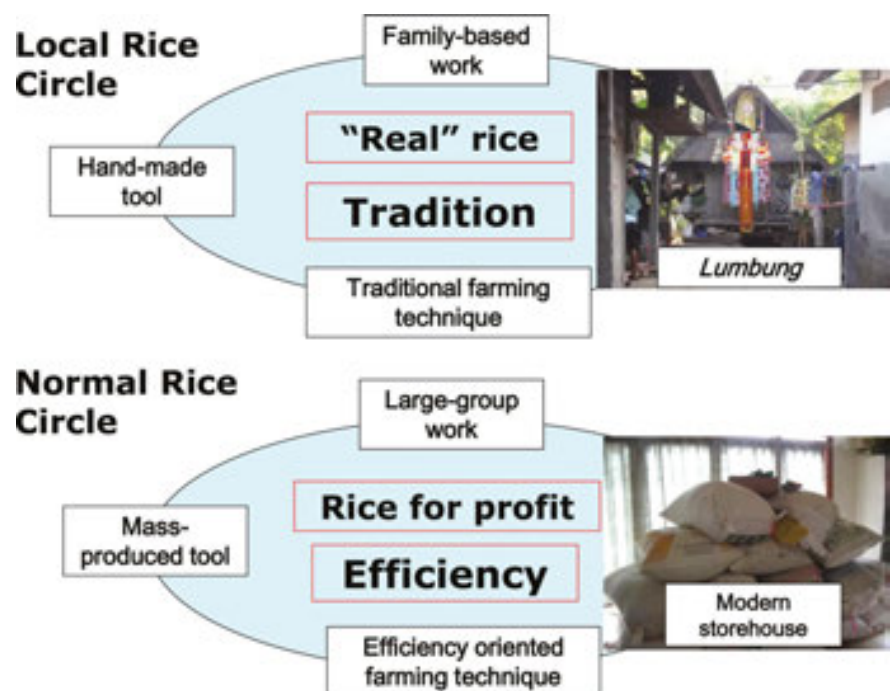 Local Rice
Circle
Family-based
work
“Real” rice
Hand-made
tool
Tradition
Lumbung
Traditional farming
technique
Normal Rice
Circle
Large-group
work
Rice for profit
Mass-
produced tool
Efficiency
Modern
storehouse
Efficiency oriented
farming technique